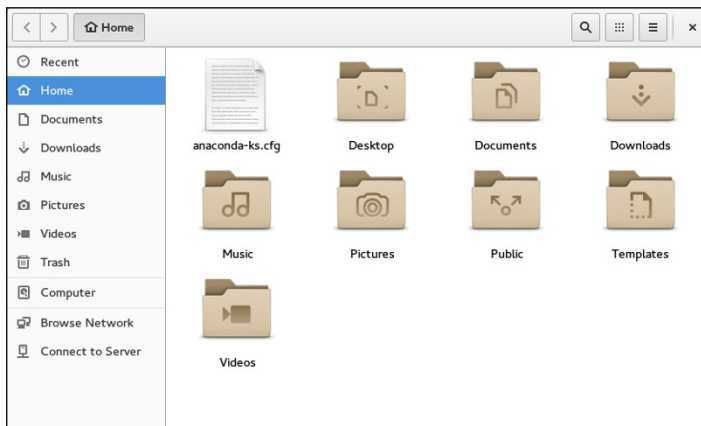 Home
Recent
Home
Documents
Downloads
Music
Pictures
Videos
Trash
Computer
Browse Network
Connect to Server
anaconda-ks.cfg Desktop Documents Downloads
Music Pictures Public Templates
Videos